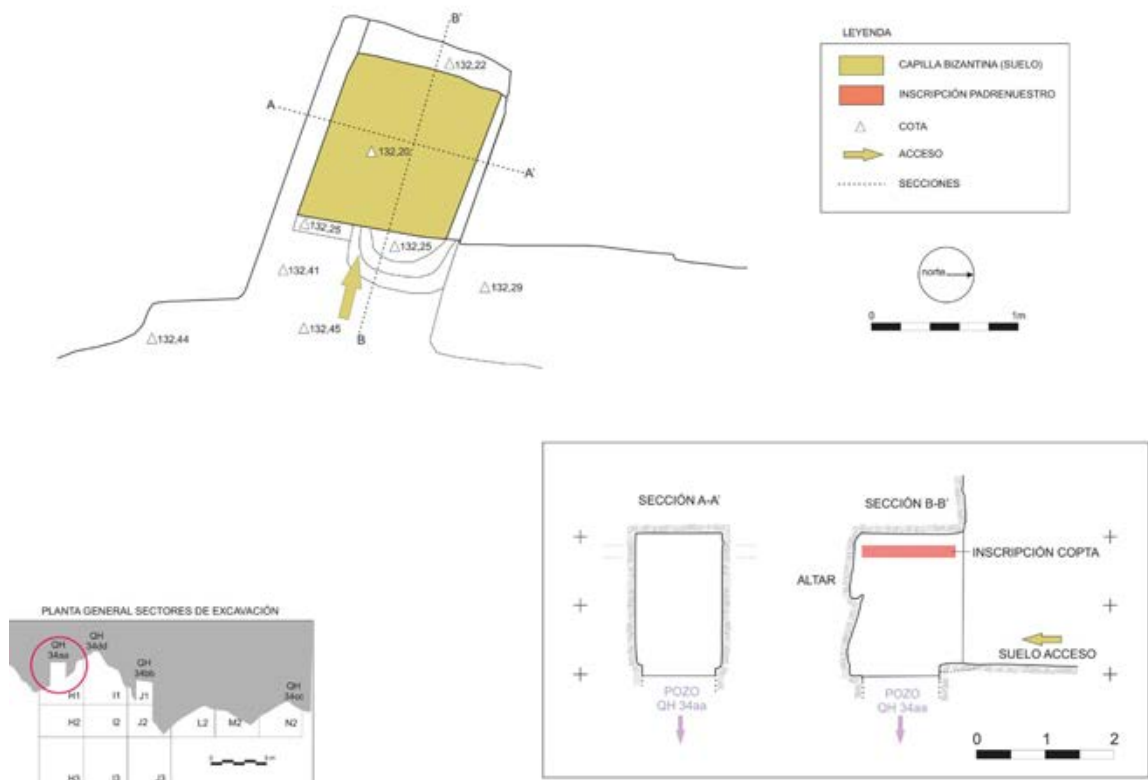 B'
LEYENDA
△132,22
CAPILLA BIZANTINA (SUELO)
INSCRIPCIÓN PADRENUESTRO
A
△132,20
△ COTA
A'
ACCESO
SECCIONES
△132,25
△132,25
△132,41
△132,29
norte
△132,45
0 1m
△132,44
B
SECCIÓN A-A'
SECCIÓN B-B'
INSCRIPCIÓN COPTA
ALTAR
SUELO ACCESO
POZO
QH 34aa
POZO
QH 34aa
0 1 2
PLANTA GENERAL SECTORES DE EXCAVACIÓN
QH
34aa
QH
34dd
QH
34bb
QH
34cc
H1 I1 J1
H2 I2 J2 L2 M2 N2
H3 I3 J3